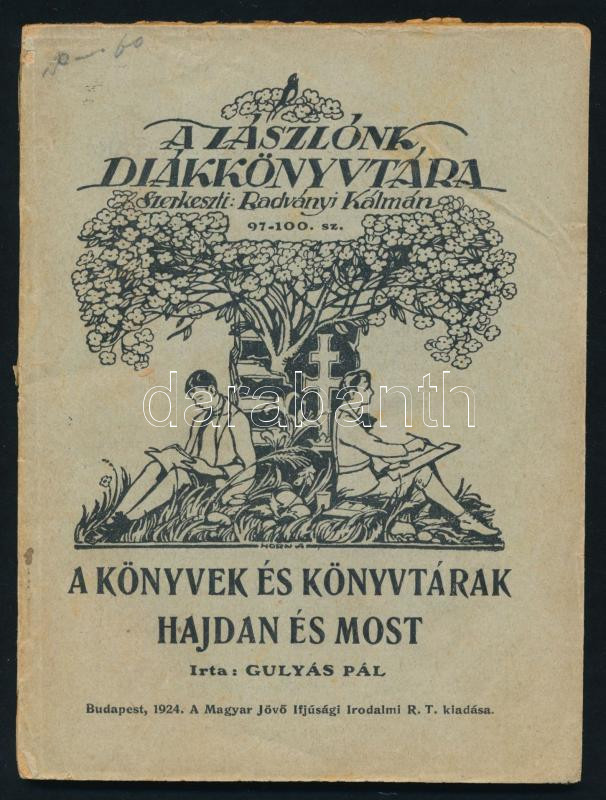 A ZÁSZLÓNK
DIÁKKÖNYVTÁRA
Szerkeszti: Radványi Kálmán
97-100. sz.
darabanth
A KÖNYVEK ÉS KÖNYVTÁRAK
HAJDAN ÉS MOST
Irta: GULYÁS PÁL
Budapest, 1924. A Magyar Jövő Ifjúsági Irodalmi R. T. kiadása.